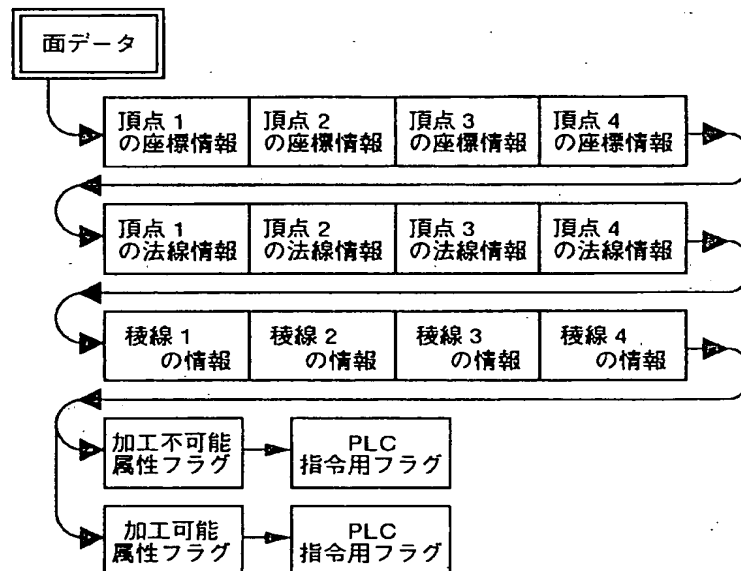 面データ
頂点1 頂点2 頂点3 頂点4
の座標情報 の座標情報 の座標情報 の座標情報
頂点1 頂点2 頂点3 頂点4
の法線情報 の法線情報 の法線情報 の法線情報
稜線1 稜線2 稜線3 稜線4
の情報 の情報 の情報 の情報
加工不可能 PLC
属性フラグ 指令用フラグ
加工可能 PLC
属性フラグ 指令用フラグ